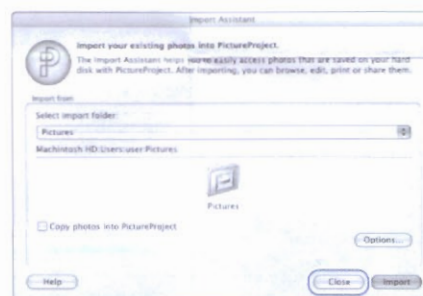 Import Assistant
Import your existing photos into PictureProject.
The Import Assistant helps you to easily access photos that are saved on your hard
disk with PictureProject. After importing, you can browse, edit, print or share them.
Import from
Select import folder:
Pictures
Machintosh HD:Users:user:Pictures
Pictures
Copy photos into PictureProject
Options...
Help
Close
Import